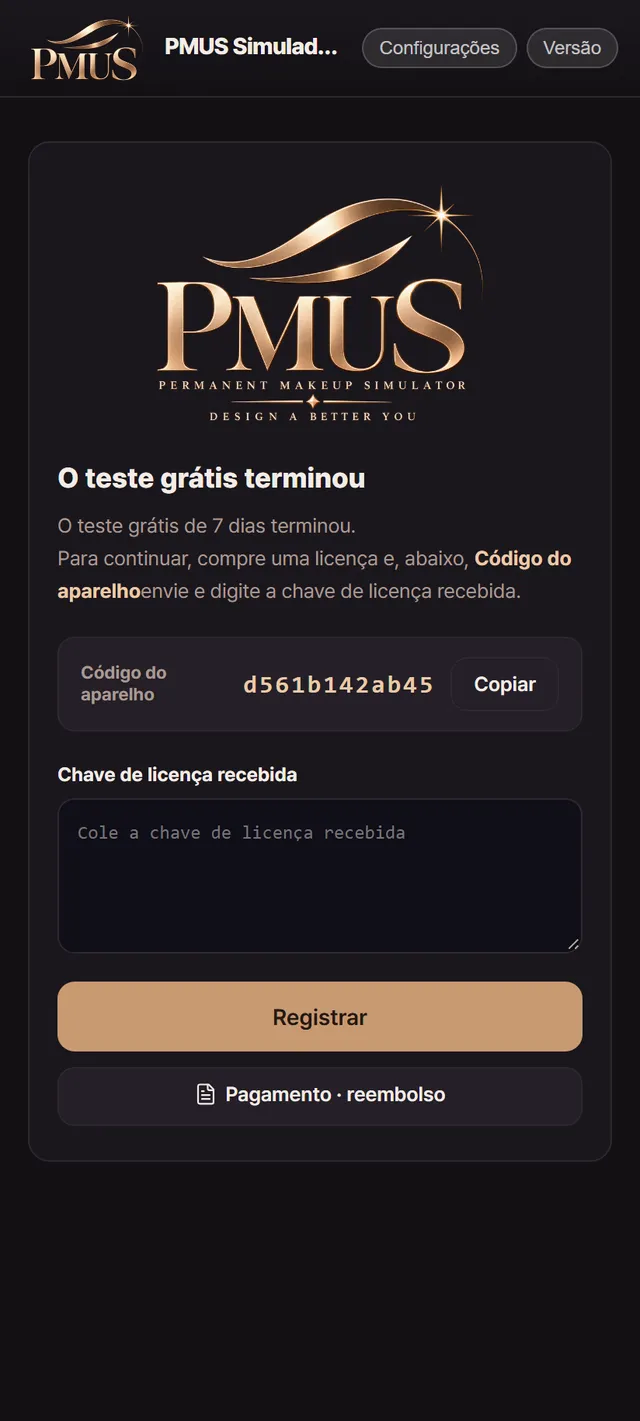 PMUS
PMUS Simulad...
Configurações
Versão
PMUS
PERMANENT MAKEUP SIMULATOR
DESIGN A BETTER YOU
O teste grátis terminou
O teste grátis de 7 dias terminou.
Para continuar, compre uma licença e, abaixo, Código do
aparelhoenvie e digite a chave de licença recebida.
Código do
aparelho
d561b142ab45
Copiar
Chave de licença recebida
Cole a chave de licença recebida
Registrar
Pagamento · reembolso